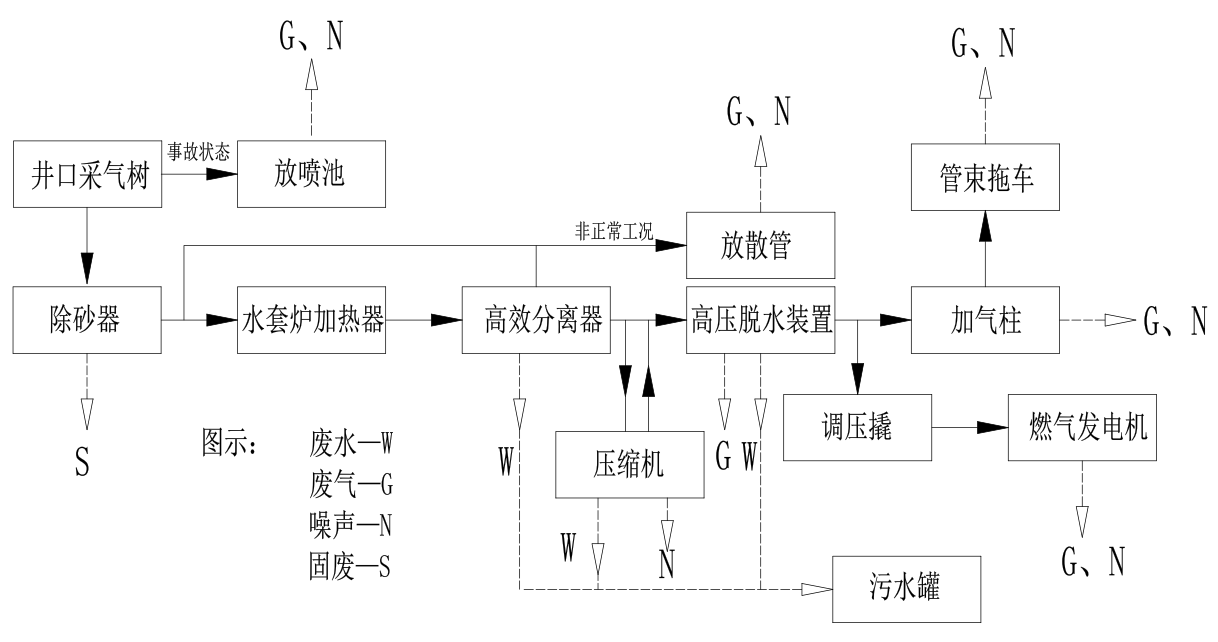 G、N
G、N
G、N
井口采气树
事故状态
放喷池
管束拖车
非正常工况
放散管
除砂器
水套炉加热器
高效分离器
高压脱水装置
加气柱
G、N
调压撬
燃气发电机
图示：
废水—W
废气—G
噪声—N
固废—S
S
W
压缩机
G
W
W
N
G、N
污水罐